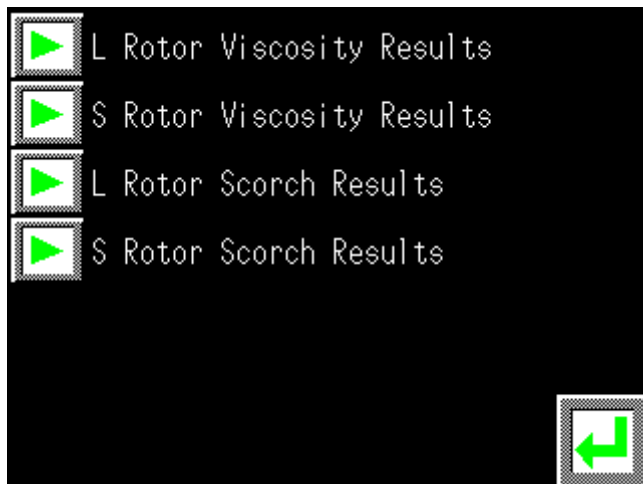 L Rotor Viscosity Results
S Rotor Viscosity Results
L Rotor Scorch Results
S Rotor Scorch Results